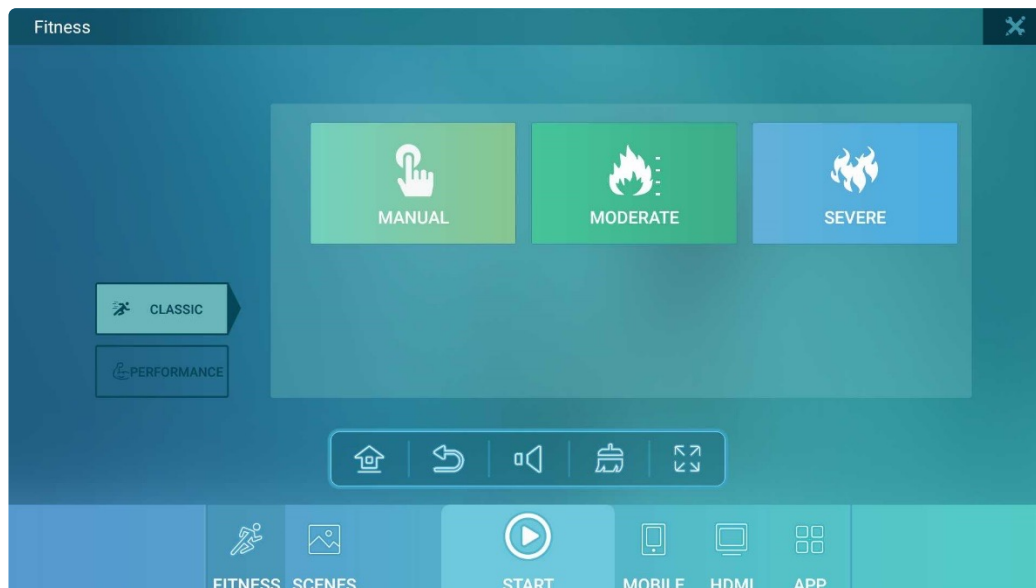 Fitness
MANUAL
MODERATE
SEVERE
CLASSIC
PERFORMANCE
FITNESS
SCENES
START
MOBILE
HDMI
APP